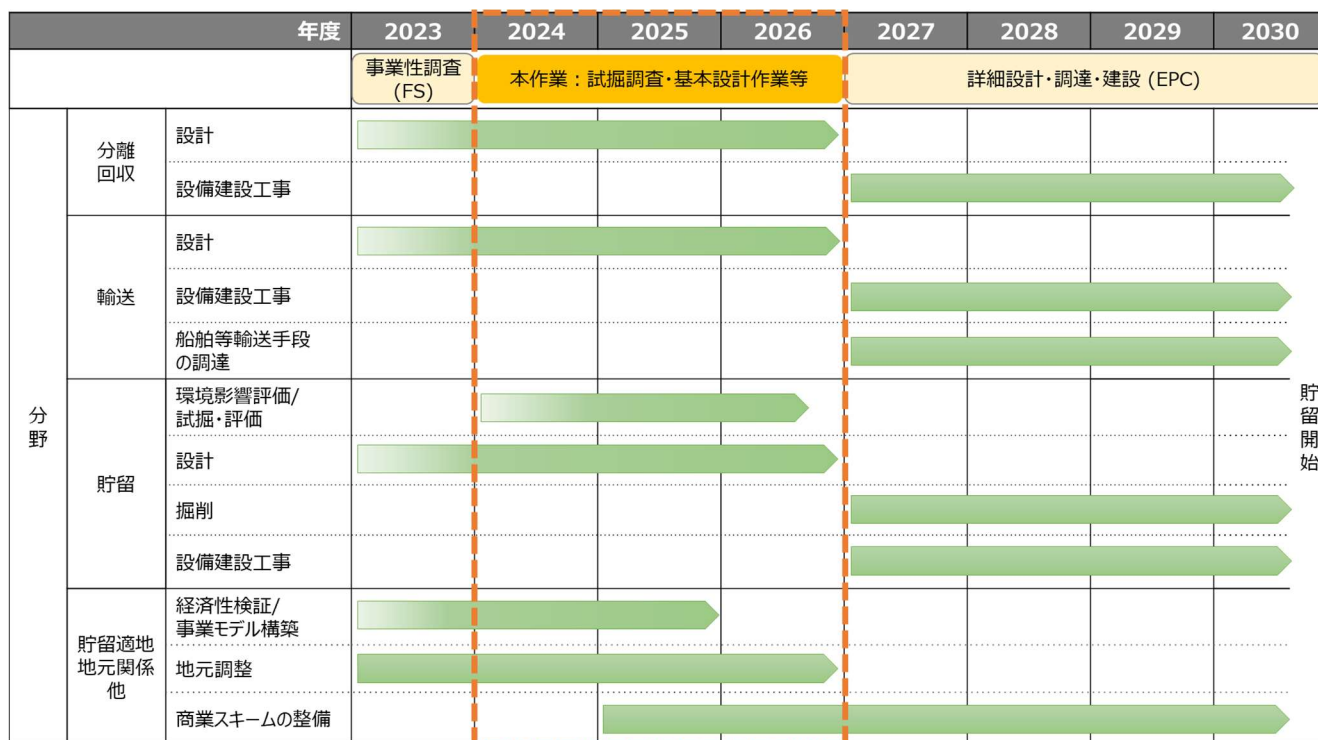 年度 2023 2024 2025 2026 2027 2028 2029 2030
事業性調査
(FS)
本作業：試掘調査・基本設計作業等
詳細設計・調達・建設 (EPC)
分野
分離
回収
設計
設備建設工事
輸送
設計
設備建設工事
船舶等輸送手段
の調達
貯留
環境影響評価/
試掘・評価
設計
掘削
設備建設工事
貯留適地
地元関係
他
経済性検証/
事業モデル構築
地元調整
商業スキームの整備
貯留開始